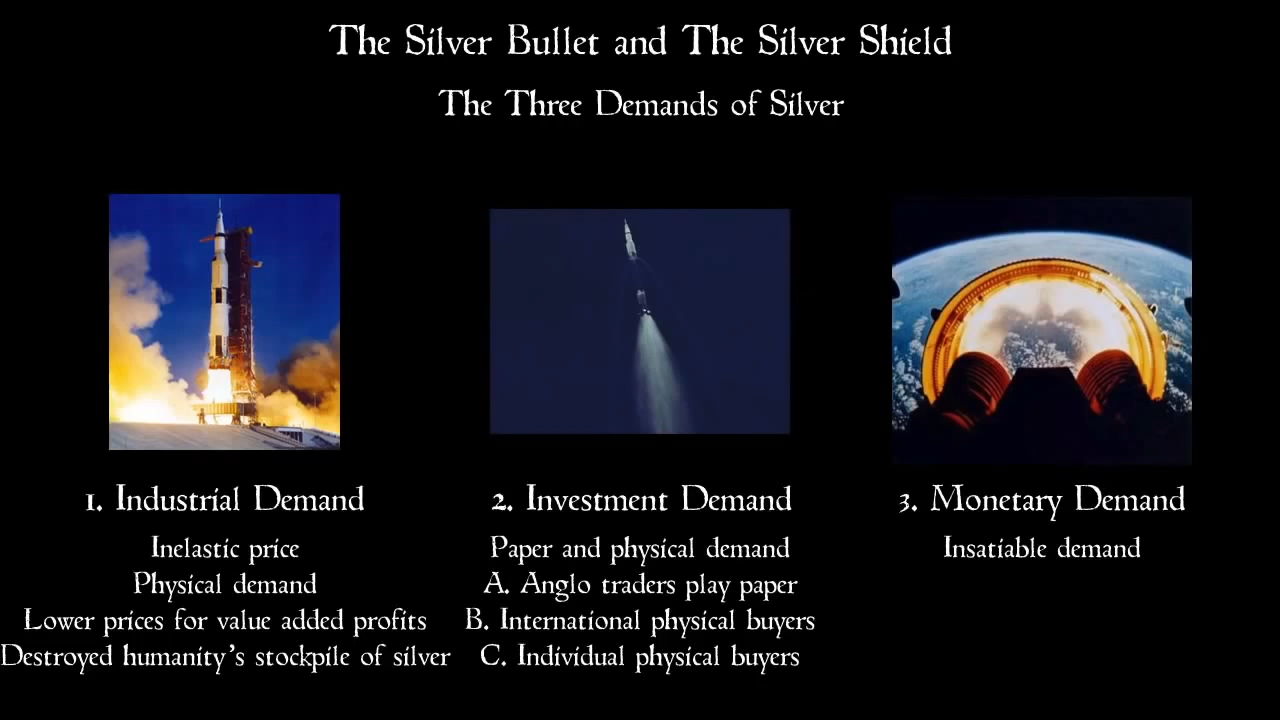 The Silver Bullet and The Silver Shield
The Three Demands of Silver
1. Industrial Demand
Inelastic price
Physical demand
Lower prices for value added profits
Destroyed humanity's stockpile of silver
2. Investment Demand
Paper and physical demand
A. Anglo traders play paper
B. International physical buyers
C. Individual physical buyers
3. Monetary Demand
Insatiable demand